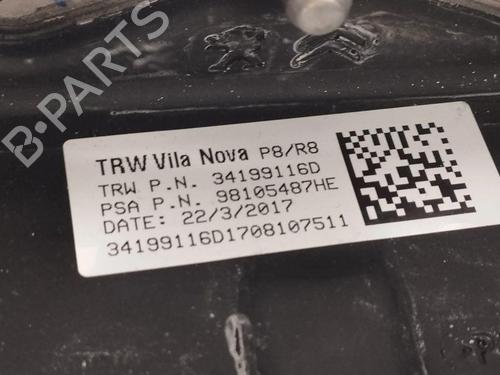 B-PARTS
TRW Vila Nova P8/R8
TRW P.N. 34199116D
PSA P.N. 98105487HE
DATE: 22/3/2017
34199116D1708107511